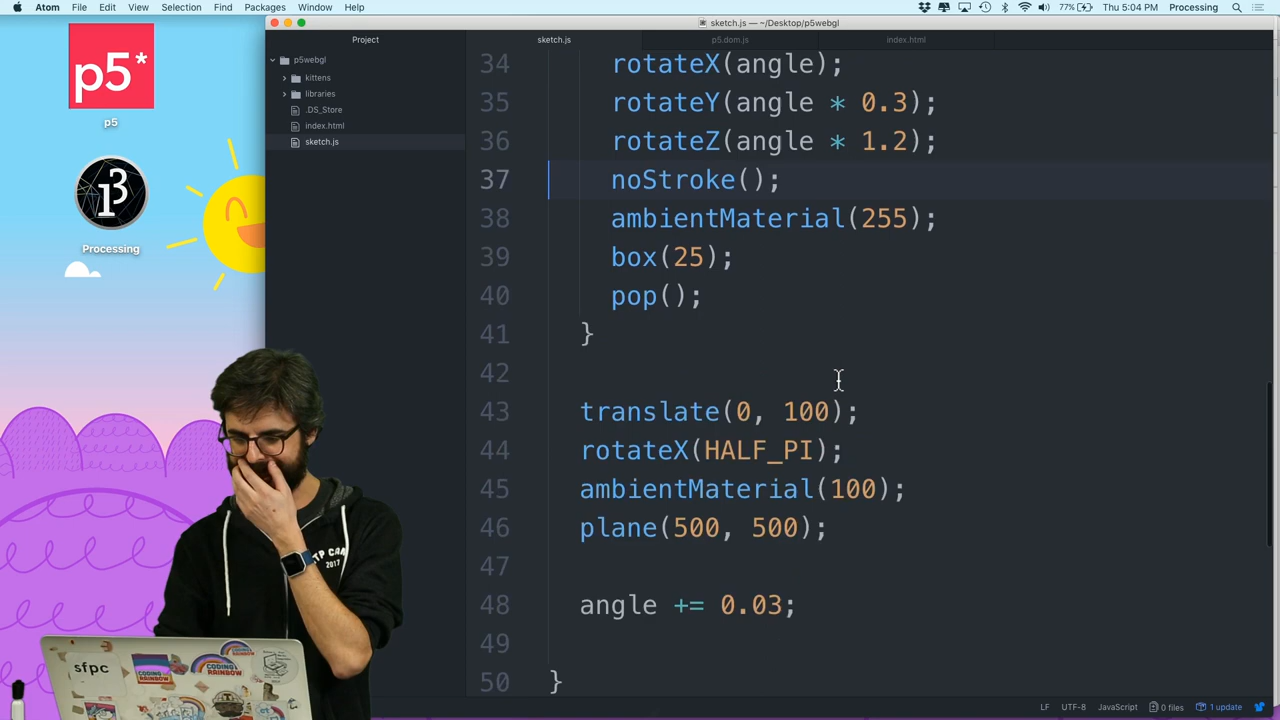 Atom File Edit View Selection Find Packages Window Help
77% Thu 5:04 PM Processing
sketch.js — ~/Desktop/p5webgl
Project
sketch.js
p5.dom.js
index.html
p5webgl
kittens
libraries
.DS_Store
index.html
sketch.js
p5*
p5
Processing
34 rotateX(angle);
35 rotateY(angle * 0.3);
36 rotateZ(angle * 1.2);
37 noStroke();
38 ambientMaterial(255);
39 box(25);
40 pop();
41 }
42
43 translate(0, 100);
44 rotateX(HALF_PI);
45 ambientMaterial(100);
46 plane(500, 500);
47
48 angle += 0.03;
49
50 }
LF UTF-8 JavaScript 0 files 1 update
2017
sfpc
CODING
RAINBOW